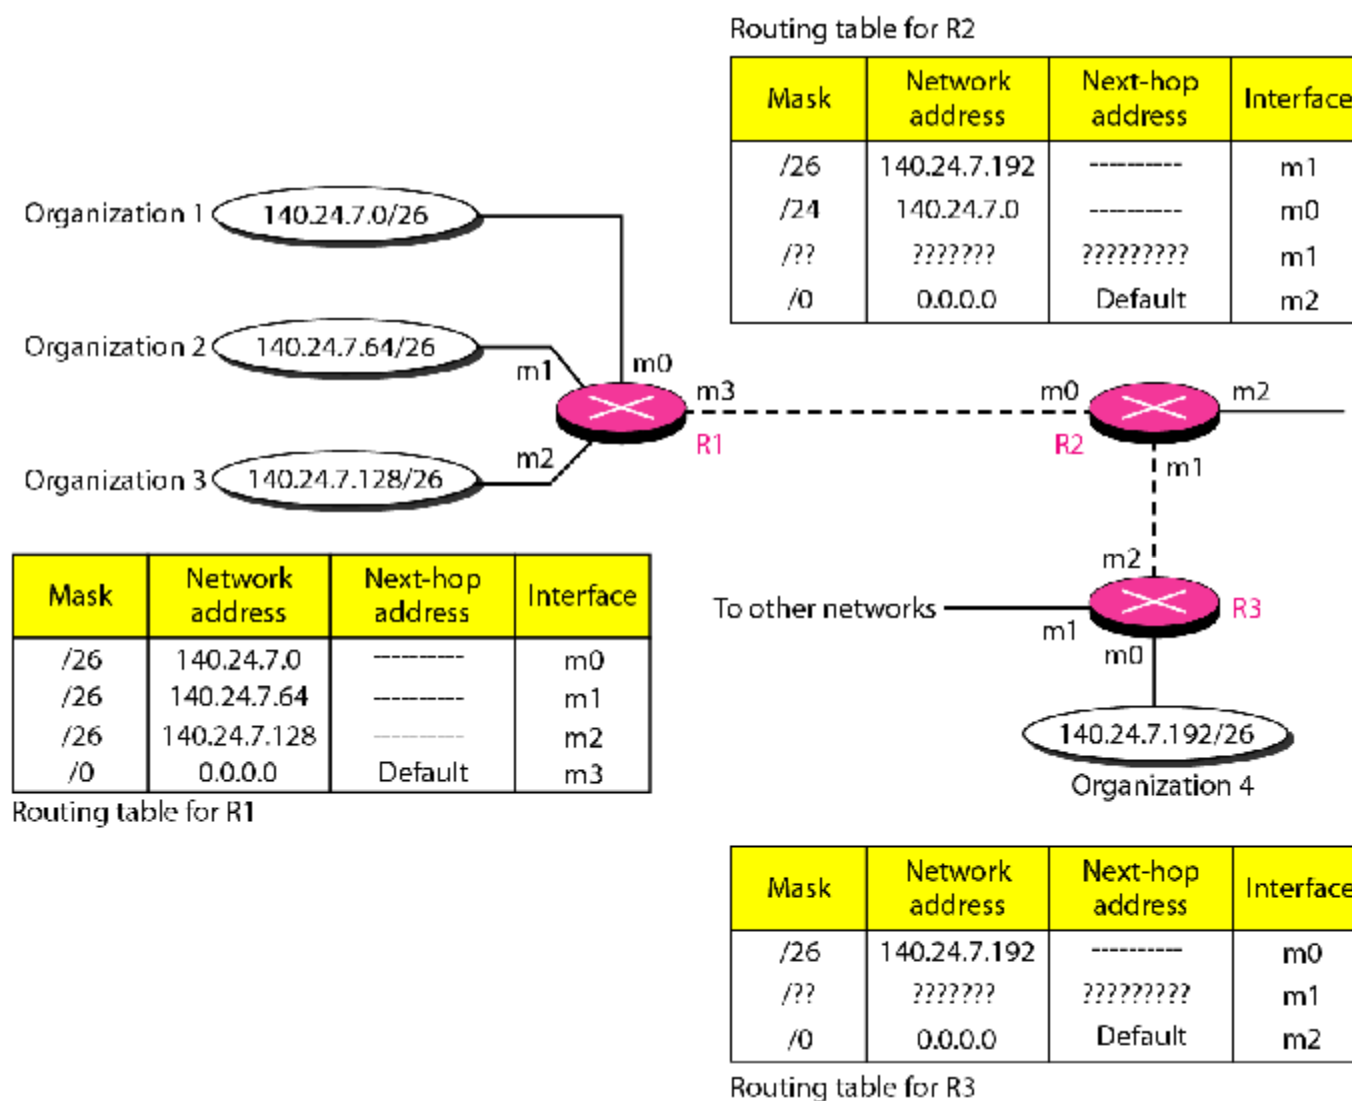 Routing table for R2
Mask Network address Next-hop address Interface
/26 140.24.7.192 ---------- m1
/24 140.24.7.0 ---------- m0
/?? ??????? ????????? m1
/0 0.0.0.0 Default m2
Organization 1 140.24.7.0/26
Organization 2 140.24.7.64/26
Organization 3 140.24.7.128/26
m0
m1
m2
m3
R1
m0
R2
m2
m1
m2
To other networks
m1
R3
m0
140.24.7.192/26
Organization 4
Mask Network address Next-hop address Interface
/26 140.24.7.0 ---------- m0
/26 140.24.7.64 ---------- m1
/26 140.24.7.128 ---------- m2
/0 0.0.0.0 Default m3
Routing table for R1
Mask Network address Next-hop address Interface
/26 140.24.7.192 ---------- m0
/?? ??????? ????????? m1
/0 0.0.0.0 Default m2
Routing table for R3